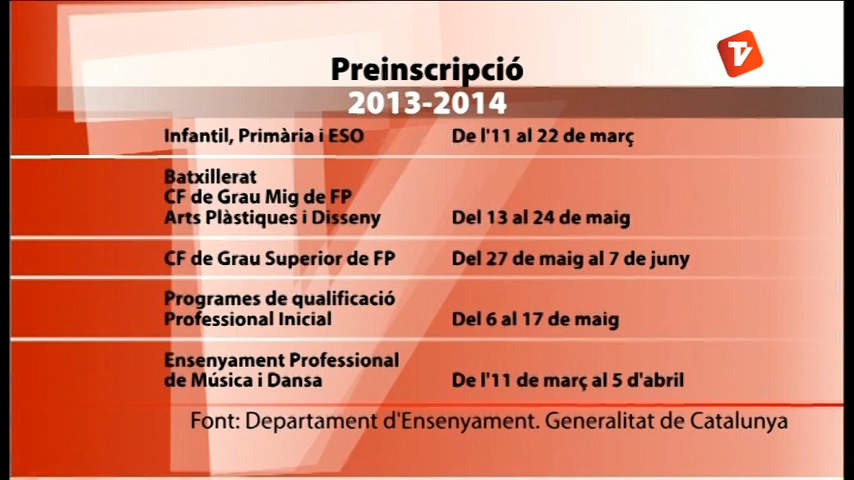 Preinscripció
TV
2013-2014
Infantil, Primària i ESO De l'11 al 22 de març
Batxillerat
CF de Grau Mig de FP
Arts Plàstiques i Disseny Del 13 al 24 de maig
CF de Grau Superior de FP Del 27 de maig al 7 de juny
Programes de qualificació
Professional Inicial Del 6 al 17 de maig
Ensenyament Professional
de Música i Dansa De l'11 de març al 5 d'abril
Font: Departament d'Ensenyament. Generalitat de Catalunya